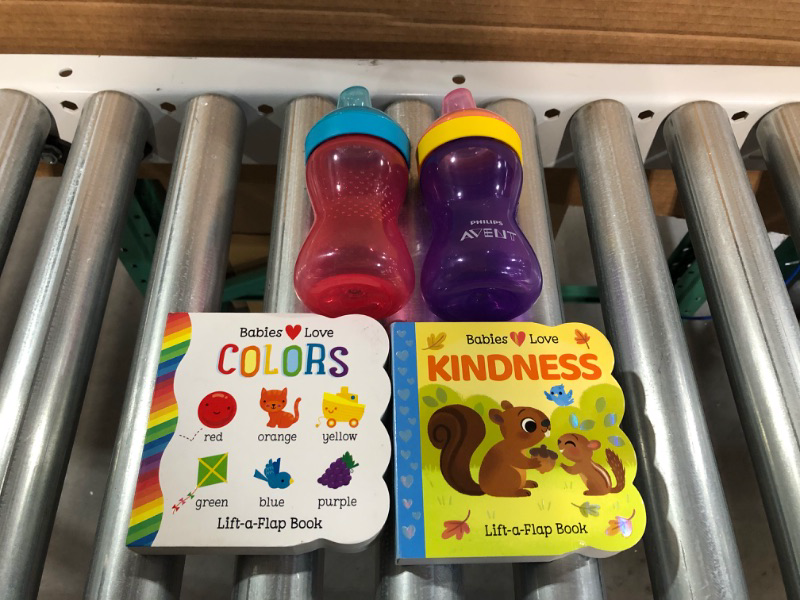 PHILIPS
AVENT
Babies Love
COLORS
red
orange
yellow
green
blue
purple
Lift-a-Flap Book
Babies Love
KINDNESS
Lift-a-Flap Book